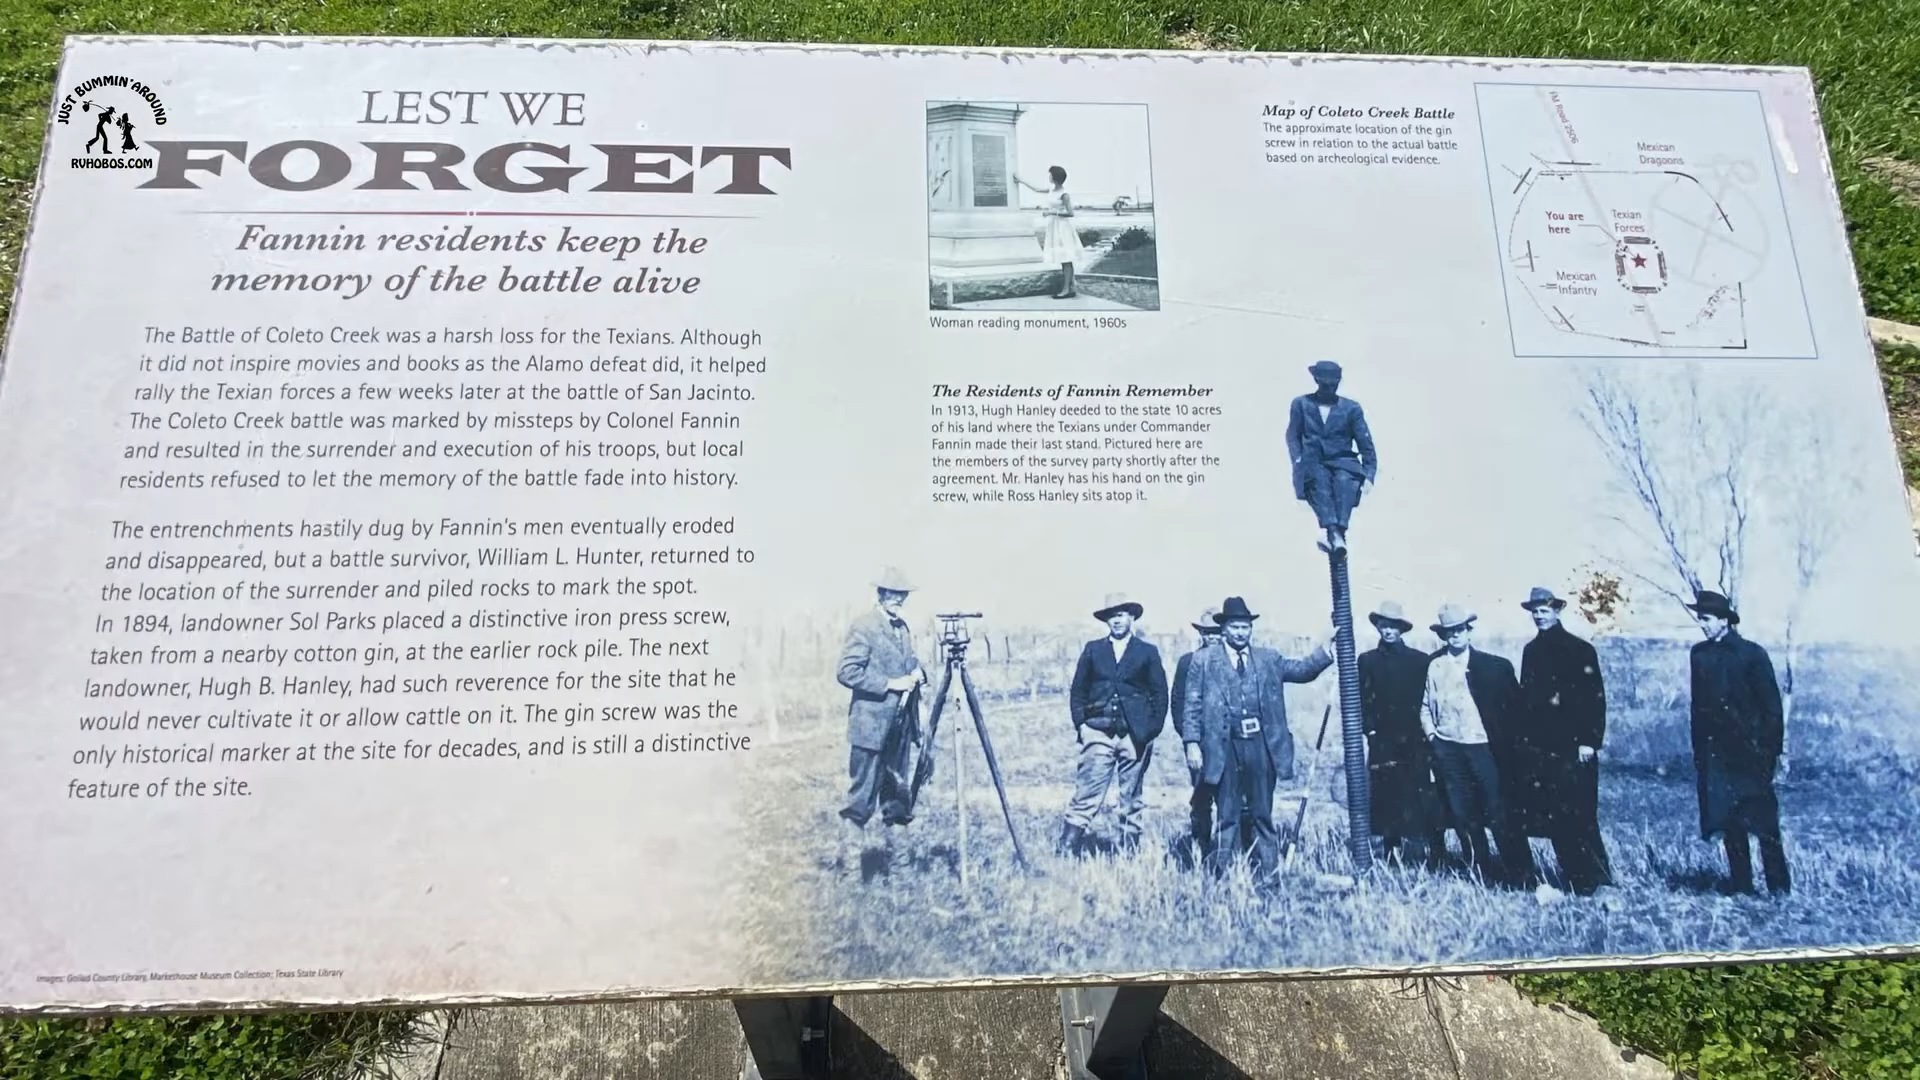 JUST BUMMIN' AROUND
RVHOBOS.COM
LEST WE
FORGET
Fannin residents keep the
memory of the battle alive
The Battle of Coleto Creek was a harsh loss for the Texians. Although
it did not inspire movies and books as the Alamo defeat did, it helped
rally the Texian forces a few weeks later at the battle of San Jacinto.
The Coleto Creek battle was marked by missteps by Colonel Fannin
and resulted in the surrender and execution of his troops, but local
residents refused to let the memory of the battle fade into history.
The entrenchments hastily dug by Fannin's men eventually eroded
and disappeared, but a battle survivor, William L. Hunter, returned to
the location of the surrender and piled rocks to mark the spot.
In 1894, landowner Sol Parks placed a distinctive iron press screw,
taken from a nearby cotton gin, at the earlier rock pile. The next
landowner, Hugh B. Hanley, had such reverence for the site that he
would never cultivate it or allow cattle on it. The gin screw was the
only historical marker at the site for decades, and is still a distinctive
feature of the site.
Images: Goliad County Library, Markethouse Museum Collection; Texas State Library
Woman reading monument, 1960s
The Residents of Fannin Remember
In 1913, Hugh Hanley deeded to the state 10 acres
of his land where the Texians under Commander
Fannin made their last stand. Pictured here are
the members of the survey party shortly after the
agreement. Mr. Hanley has his hand on the gin
screw, while Ross Hanley sits atop it.
Map of Coleto Creek Battle
The approximate location of the gin
screw in relation to the actual battle
based on archeological evidence.
FM Road 2506
Mexican
Dragoons
You are
here
Texian
Forces
Mexican
Infantry